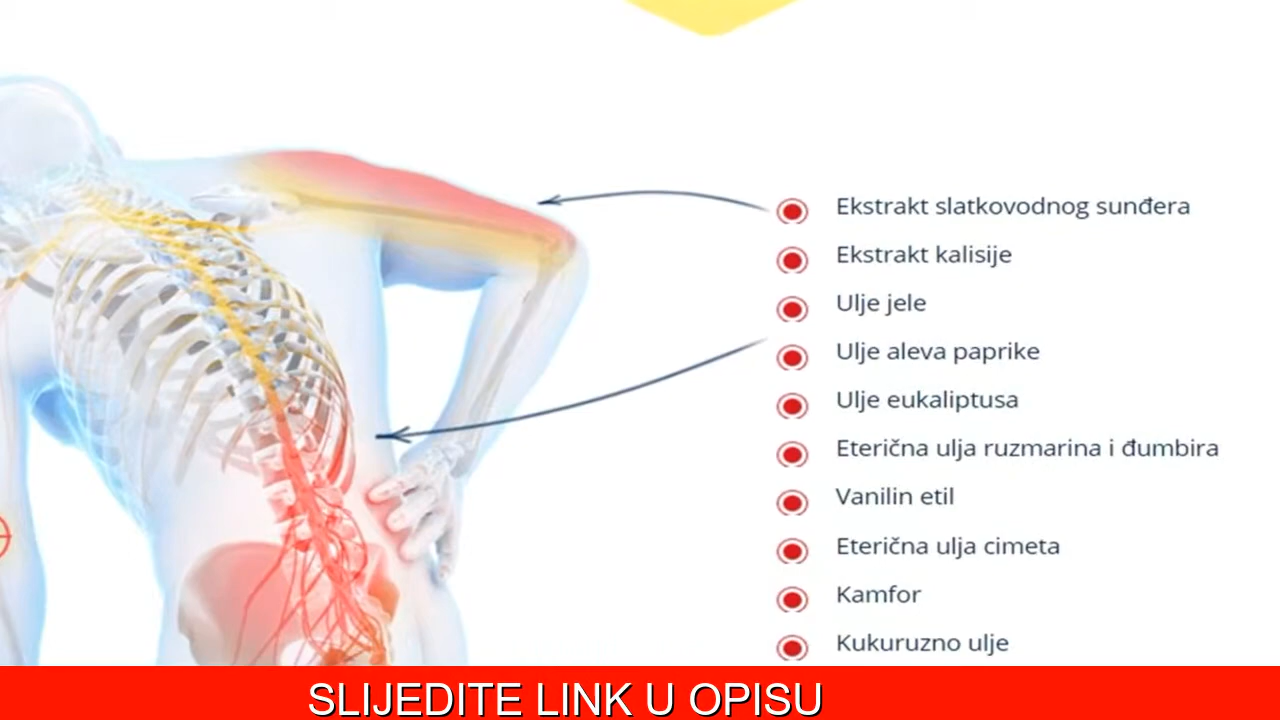 Ekstrakt slatkovodnog sunđera
Ekstrakt kalisije
Ulje jele
Ulje aleva paprike
Ulje eukaliptusa
Eterična ulja ruzmarina i đumbira
Vanilin etil
Eterična ulja cimeta
Kamfor
Kukuruzno ulje
SLIJEDITE LINK U OPISU